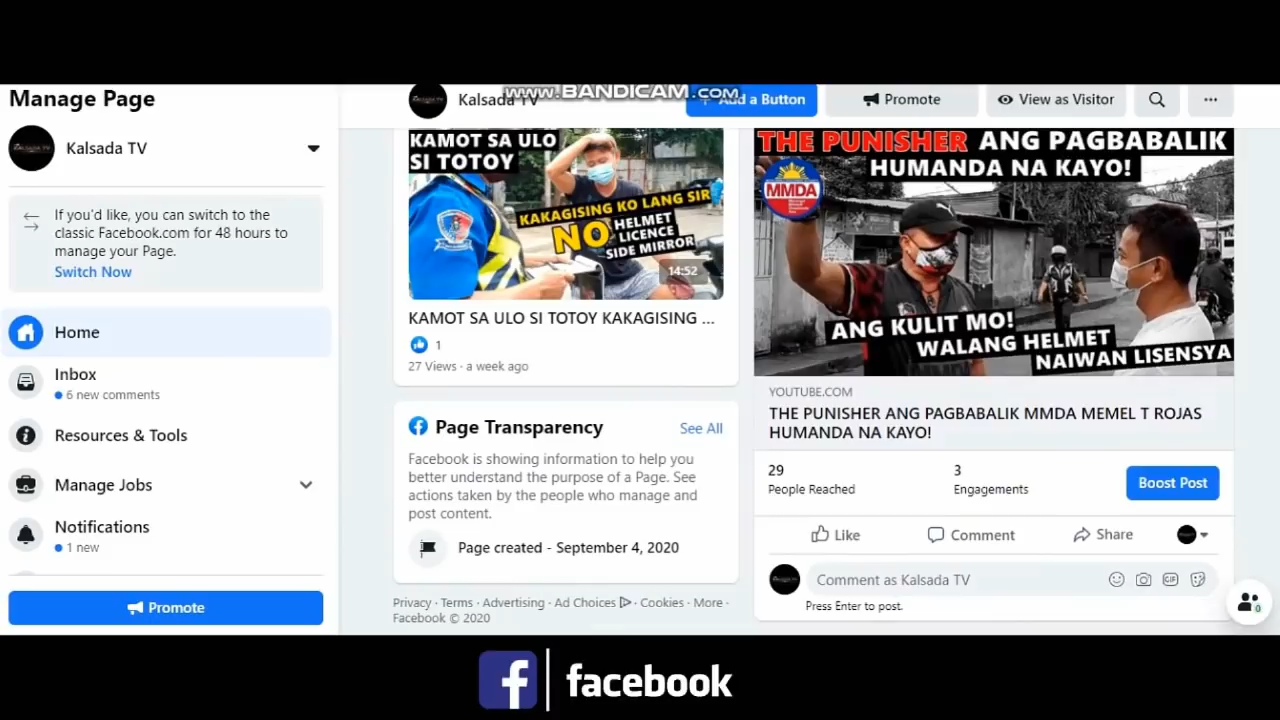 www.BANDICAM.com
Manage Page
Kalsada TV
If you'd like, you can switch to the
classic Facebook.com for 48 hours to
manage your Page.
Switch Now
Home
Inbox
6 new comments
Resources & Tools
Manage Jobs
Notifications
1 new
Promote
Kalsada TV
+ Add a Button
Promote
View as Visitor
KAMOT SA ULO
SI TOTOY
KAKAGISING KO LANG SIR
NO HELMET
LICENCE
SIDE MIRROR
14:52
KAMOT SA ULO SI TOTOY KAKAGISING ...
1
27 Views · a week ago
Page Transparency
See All
Facebook is showing information to help you
better understand the purpose of a Page. See
actions taken by the people who manage and
post content.
Page created - September 4, 2020
Privacy · Terms · Advertising · Ad Choices · Cookies · More ·
Facebook © 2020
THE PUNISHER ANG PAGBABALIK
HUMANDA NA KAYO!
MMDA
ANG KULIT MO!
WALANG HELMET
NAIWAN LISENSYA
YOUTUBE.COM
THE PUNISHER ANG PAGBABALIK MMDA MEMEL T ROJAS
HUMANDA NA KAYO!
29
People Reached
3
Engagements
Boost Post
Like
Comment
Share
Comment as Kalsada TV
GIF
Press Enter to post.
0
facebook